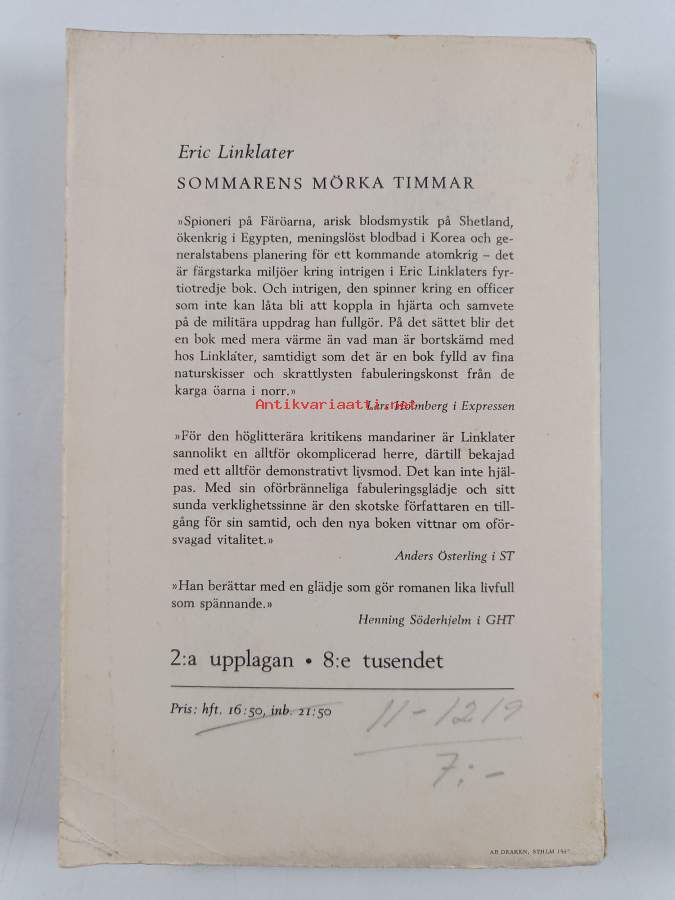 Eric Linklater
SOMMARENS MÖRKA TIMMAR
»Spioneri på Färöarna, arisk blodsmystik på Shetland,
ökenkrig i Egypten, meningslöst blodbad i Korea och ge-
neralstabens planering för ett kommande atomkrig – det
är färgstarka miljöer kring intrigen i Eric Linklaters fyr-
tiotredje bok. Och intrigen, den spinner kring en officer
som inte kan låta bli att koppla in hjärta och samvete
på de militära uppdrag han fullgör. På det sättet blir det
en bok med mera värme än vad man är bortskämd med
hos Linklater, samtidigt som det är en bok fylld av fina
naturskisser och skrattlysten fabuleringskonst från de
karga öarna i norr.»
Antikvariaatti.net
Lars Holmberg i Expressen
»För den höglitterära kritikens mandariner är Linklater
sannolikt en alltför okomplicerad herre, därtill bekajad
med ett alltför demonstrativt livsmod. Det kan inte hjäl-
pas. Med sin oförbränneliga fabuleringsglädje och sitt
sunda verklighetssinne är den skotske författaren en till-
gång för sin samtid, och den nya boken vittnar om oför-
svagad vitalitet.»
Anders Österling i ST
»Han berättar med en glädje som gör romanen lika livfull
som spännande.»
Henning Söderhjelm i GHT
2:a upplagan • 8:e tusendet
Pris: hft. 16:50, inb. 21:50
7:-
AB DRAKEN, STHLM